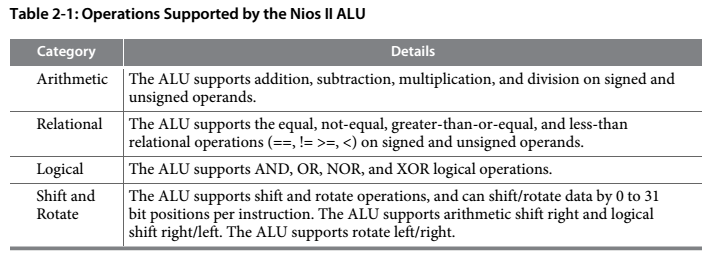 Table 2-1: Operations Supported by the Nios II ALU
Category Details
Arithmetic The ALU supports addition, subtraction, multiplication, and division on signed and
unsigned operands.
Relational The ALU supports the equal, not-equal, greater-than-or-equal, and less-than
relational operations (==, != >=, <) on signed and unsigned operands.
Logical The ALU supports AND, OR, NOR, and XOR logical operations.
Shift and The ALU supports shift and rotate operations, and can shift/rotate data by 0 to 31
Rotate bit positions per instruction. The ALU supports arithmetic shift right and logical
shift right/left. The ALU supports rotate left/right.